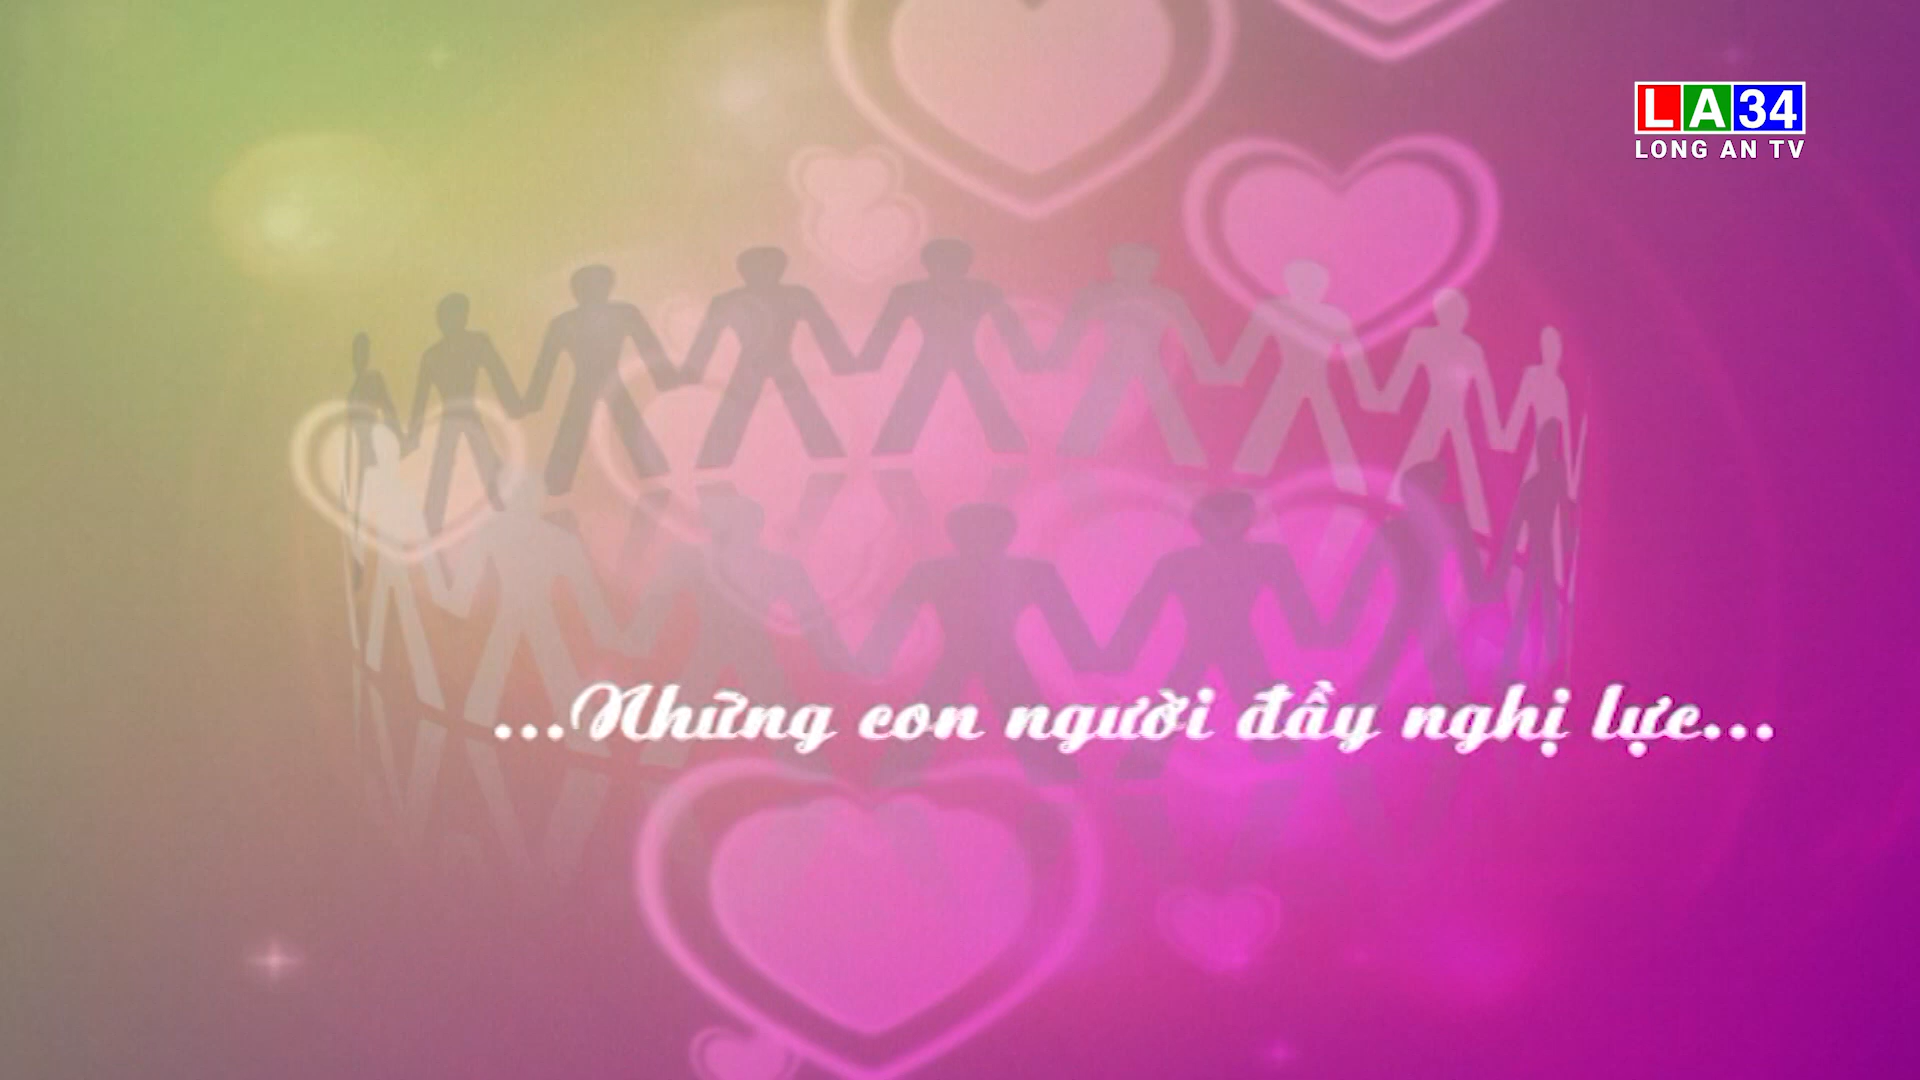 LA34
LONG AN TV
...Những con người đầy nghị lực...